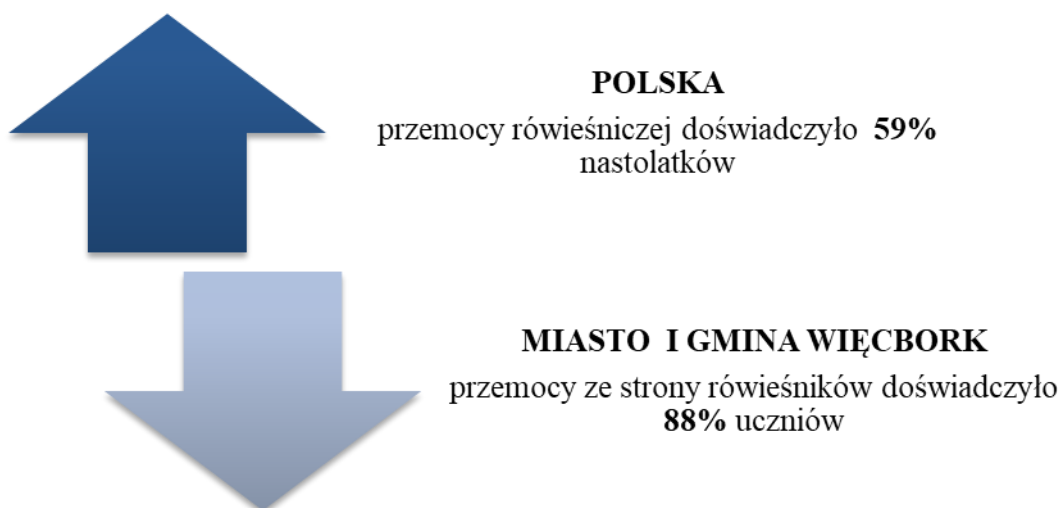 POLSKA
przemocy rówieśniczej doświadczyło 59%
nastolatków
MIASTO I GMINA WIĘCBORK
przemocy ze strony rówieśników doświadczyło
88% uczniów